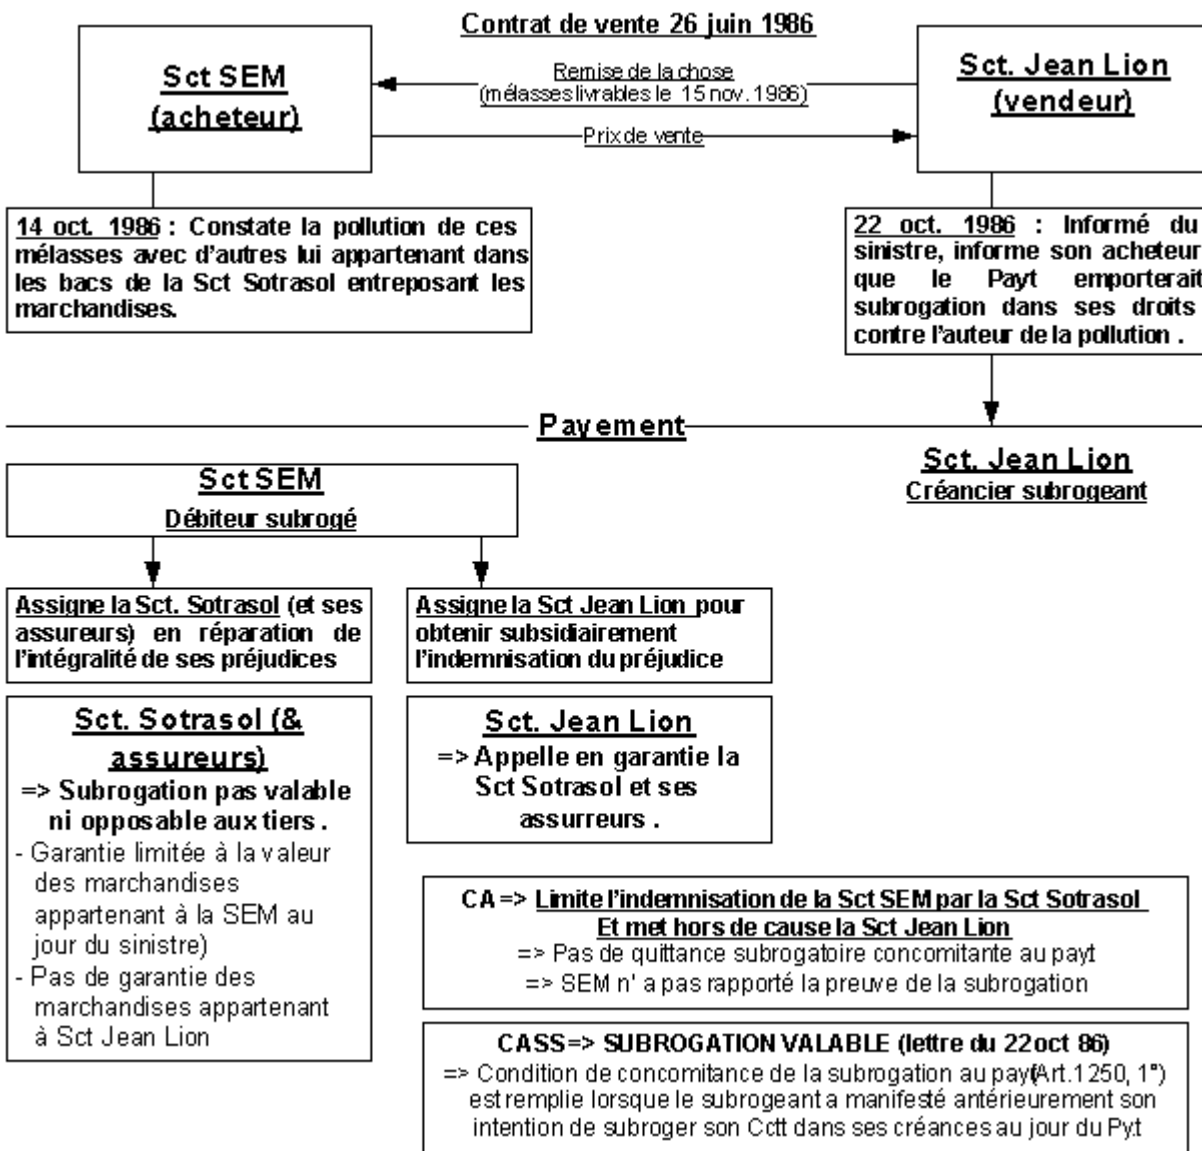 Contrat de vente 26 juin 1986
Sct SEM
(acheteur)
Remise de la chose
(mélasses livrables le 15 nov. 1986)
Prix de vente
Sct. Jean Lion
(vendeur)
14 oct. 1986 : Constate la pollution de ces
mélasses avec d'autres lui appartenant dans
les bacs de la Sct Sotrasol entreposant les
marchandises.
22 oct. 1986 : Informé du
sinistre, informe son acheteur
que le Payt emporterait
subrogation dans ses droits
contre l'auteur de la pollution .
Payement
Sct SEM
Débiteur subrogé
Sct. Jean Lion
Créancier subrogeant
Assigne la Sct. Sotrasol (et ses
assureurs) en réparation de
l'intégralité de ses préjudices
Assigne la Sct Jean Lion pour
obtenir subsidiairement
l'indemnisation du préjudice
Sct. Sotrasol (&
assureurs)
=> Subrogation pas valable
ni opposable aux tiers .
- Garantie limitée à la valeur
des marchandises
appartenant à la SEM au
jour du sinistre)
- Pas de garantie des
marchandises appartenant
à Sct Jean Lion
Sct. Jean Lion
=> Appelle en garantie la
Sct Sotrasol et ses
assurreurs .
CA => Limite l'indemnisation de la Sct SEM par la Sct Sotrasol
Et met hors de cause la Sct Jean Lion
=> Pas de quittance subrogatoire concomitante au payt
=> SEM n' a pas rapporté la preuve de la subrogation
CASS => SUBROGATION VALABLE (lettre du 22 oct 86)
=> Condition de concomitance de la subrogation au payt(Art.1250, 1°)
est remplie lorsque le subrogeant a manifesté antérieurement son
intention de subroger son Cctt dans ses créances au jour du Pyt